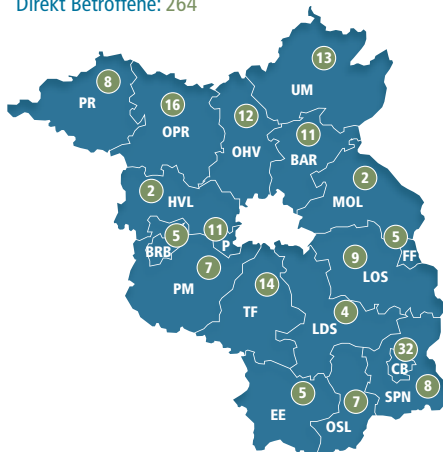 Direkt Betroffene: 264
13
8
PR
UM
16
OPR
12
OHV
11
BAR
2
HVL
2
MOL
11
P
5
BRB
5
FF
9
LOS
7
PM
14
TF
4
LDS
32
CB
8
SPN
5
EE
7
OSL